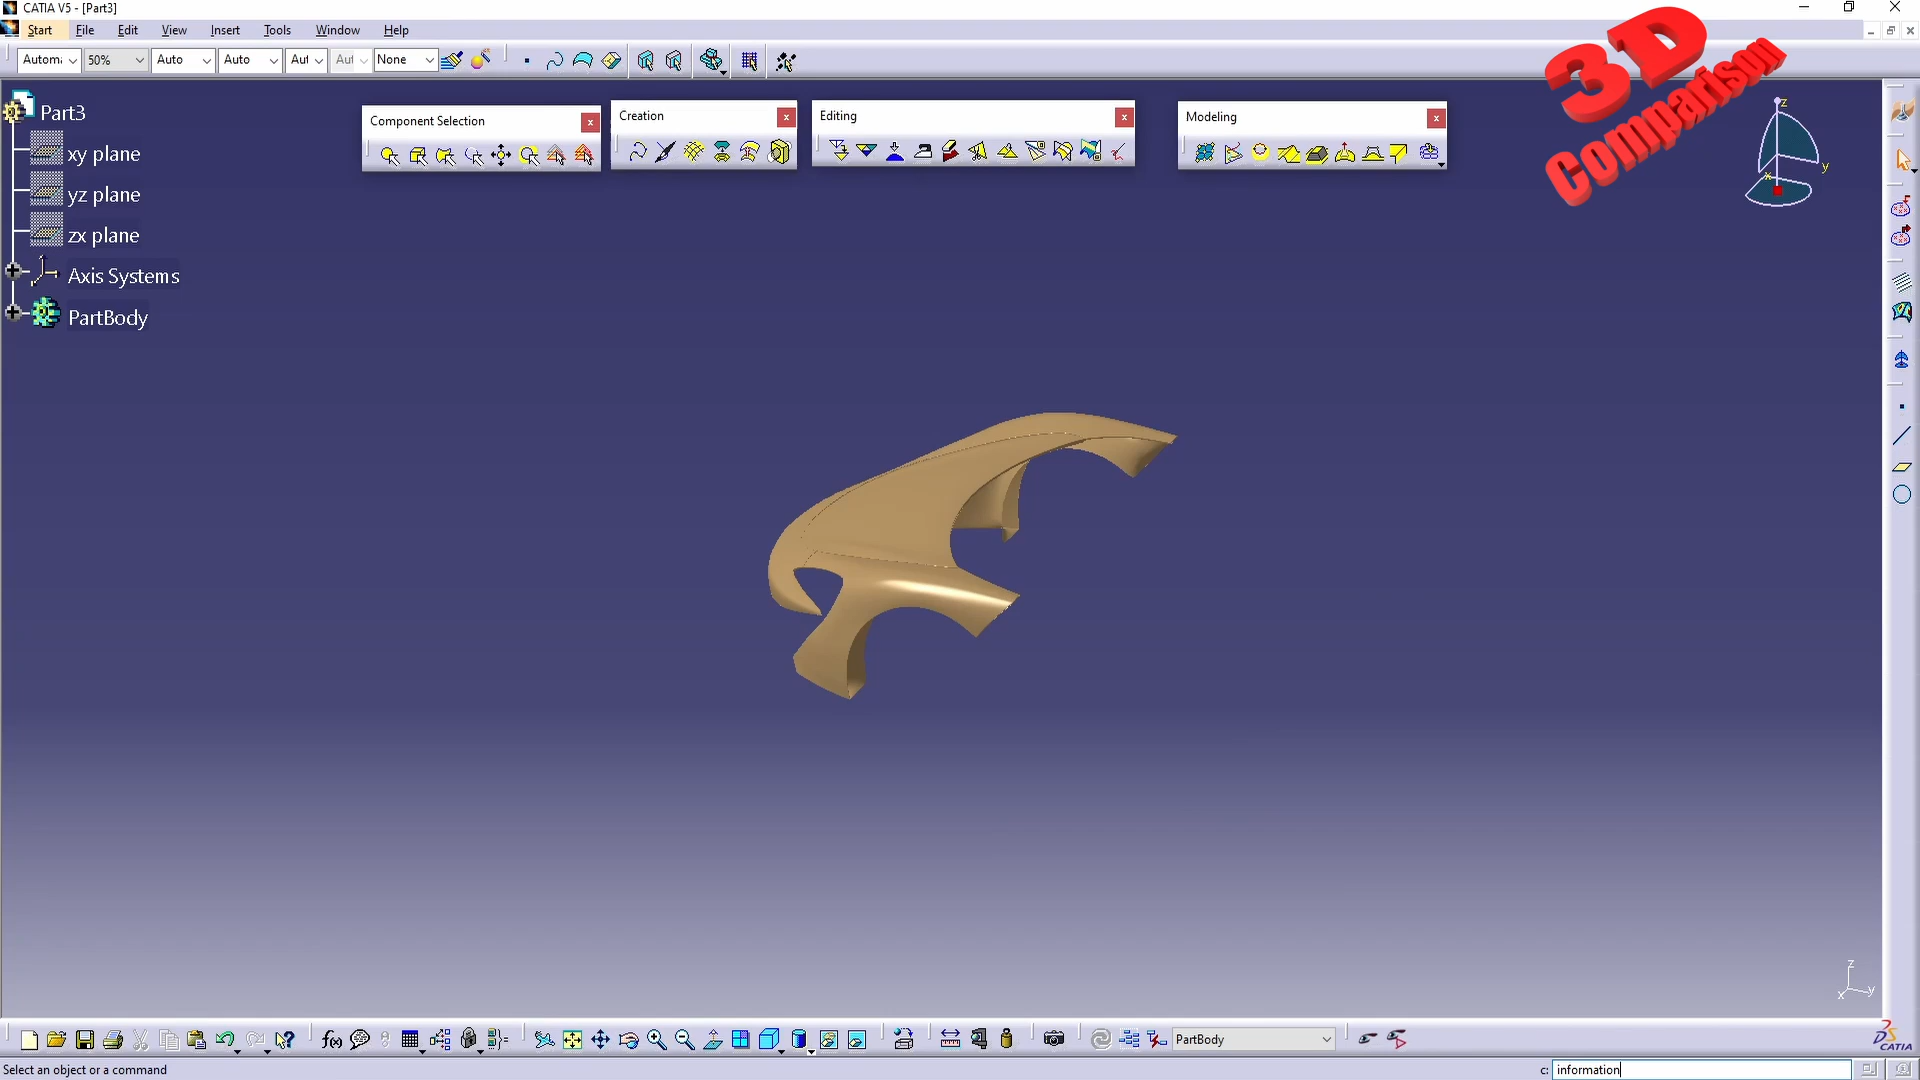 CATIA V5 - [Part3]
Start File Edit View Insert Tools Window Help
Automa 50% Auto Auto Aut Aut None
3D
Comparison
Part3
xy plane
yz plane
zx plane
Axis Systems
PartBody
Component Selection
Creation
Editing
Modeling
z
y
x
z
x y
PartBody
CATIA
Select an object or a command
c: information